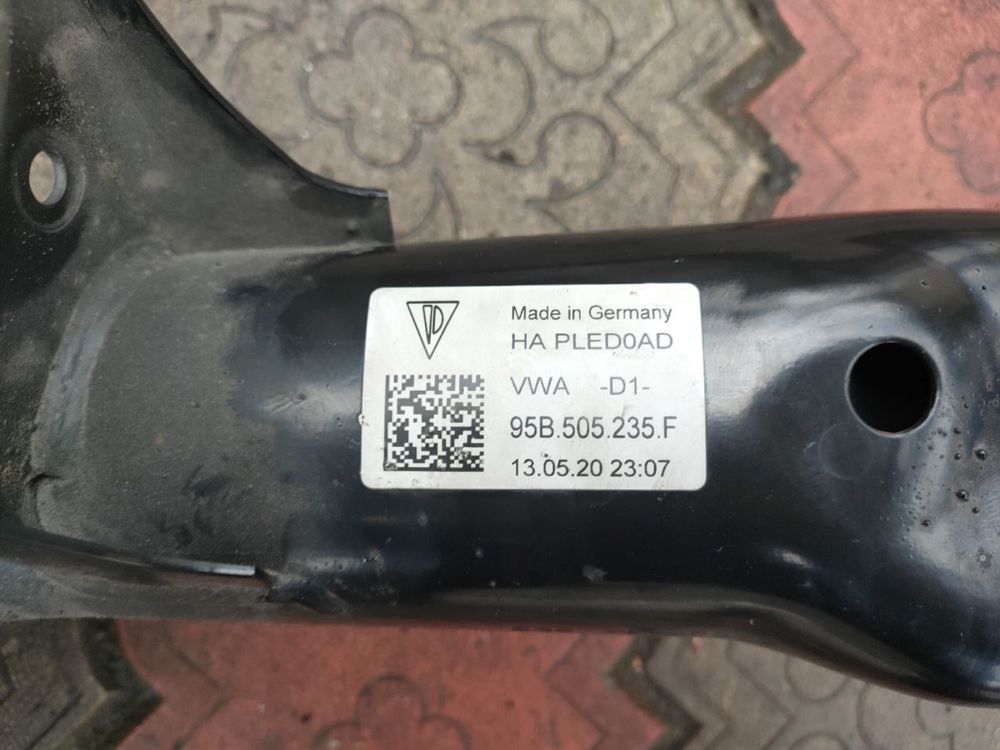 Made in Germany
HA PLED0AD
VWA -D1-
95B.505.235.F
13.05.20 23:07